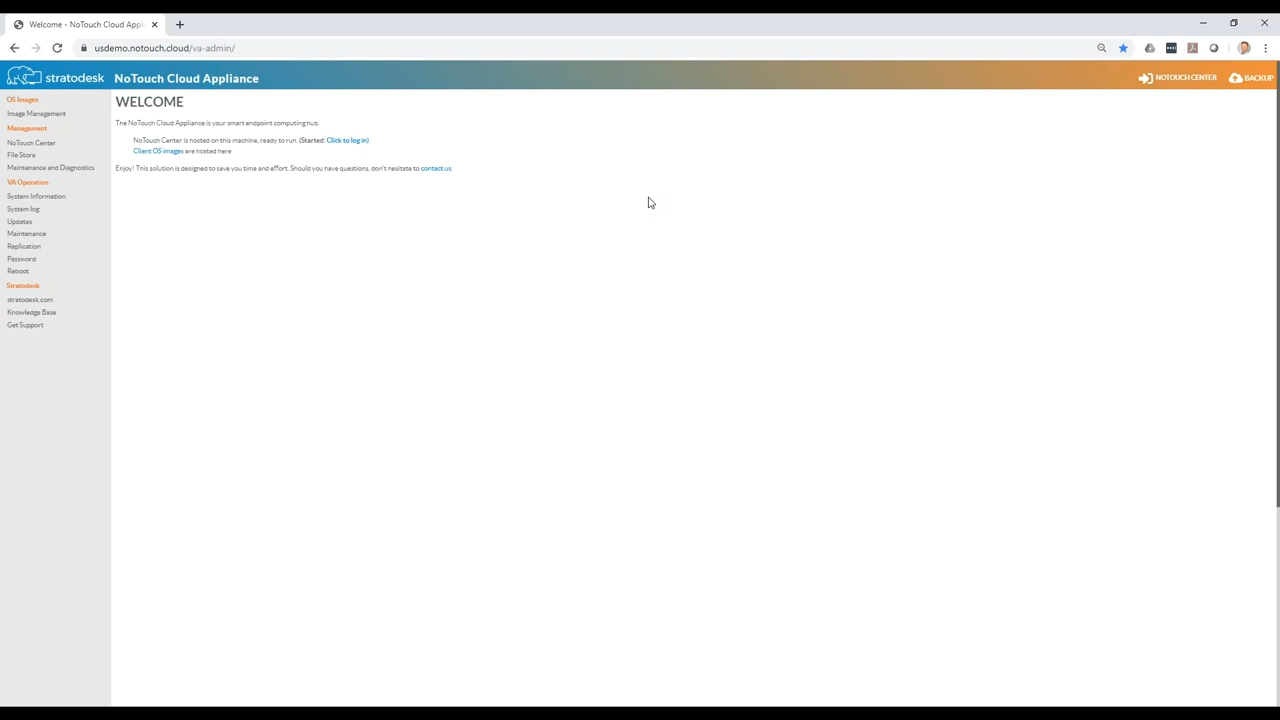 Welcome - NoTouch Cloud Appl
usdemo.notouch.cloud/va-admin/
stratodesk NoTouch Cloud Appliance
NOTOUCH CENTER BACKUP
OS Images
Image Management
Management
NoTouch Center
File Store
Maintenance and Diagnostics
VA Operation
System Information
System log
Updates
Maintenance
Replication
Password
Reboot
Stratodesk
stratodesk.com
Knowledge Base
Get Support
WELCOME
The NoTouch Cloud Appliance is your smart endpoint computing hub.
NoTouch Center is hosted on this machine, ready to run. (Started: Click to log in)
Client OS images are hosted here
Enjoy! This solution is designed to save you time and effort. Should you have questions, don't hesitate to contact us.